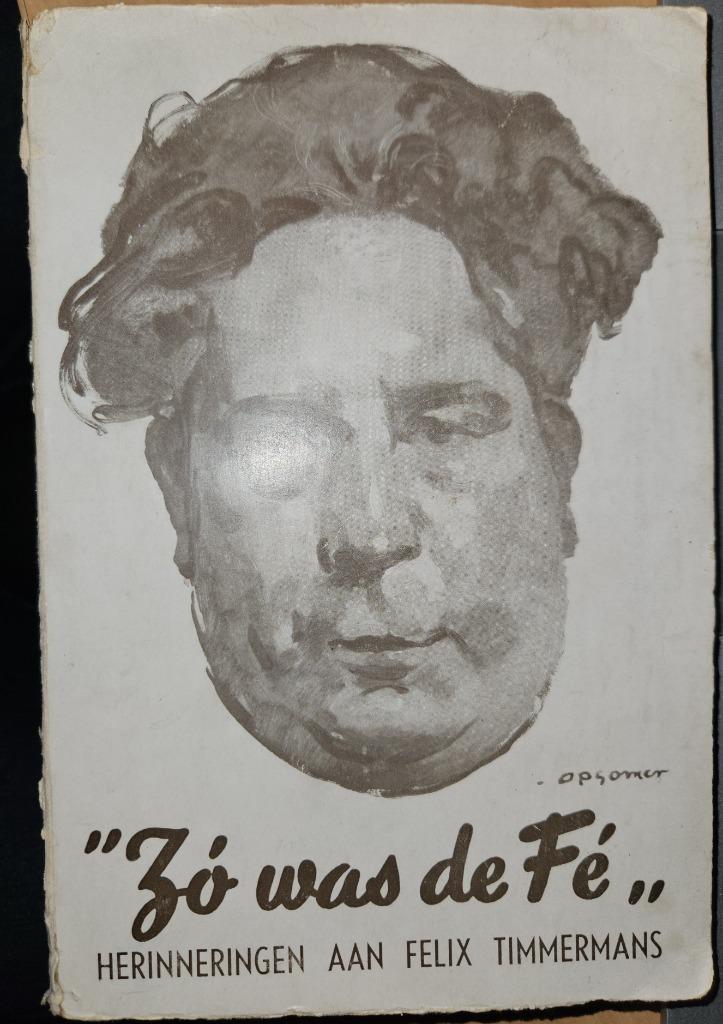 opsomer
"Zó was de Fé„
HERINNERINGEN AAN FELIX TIMMERMANS